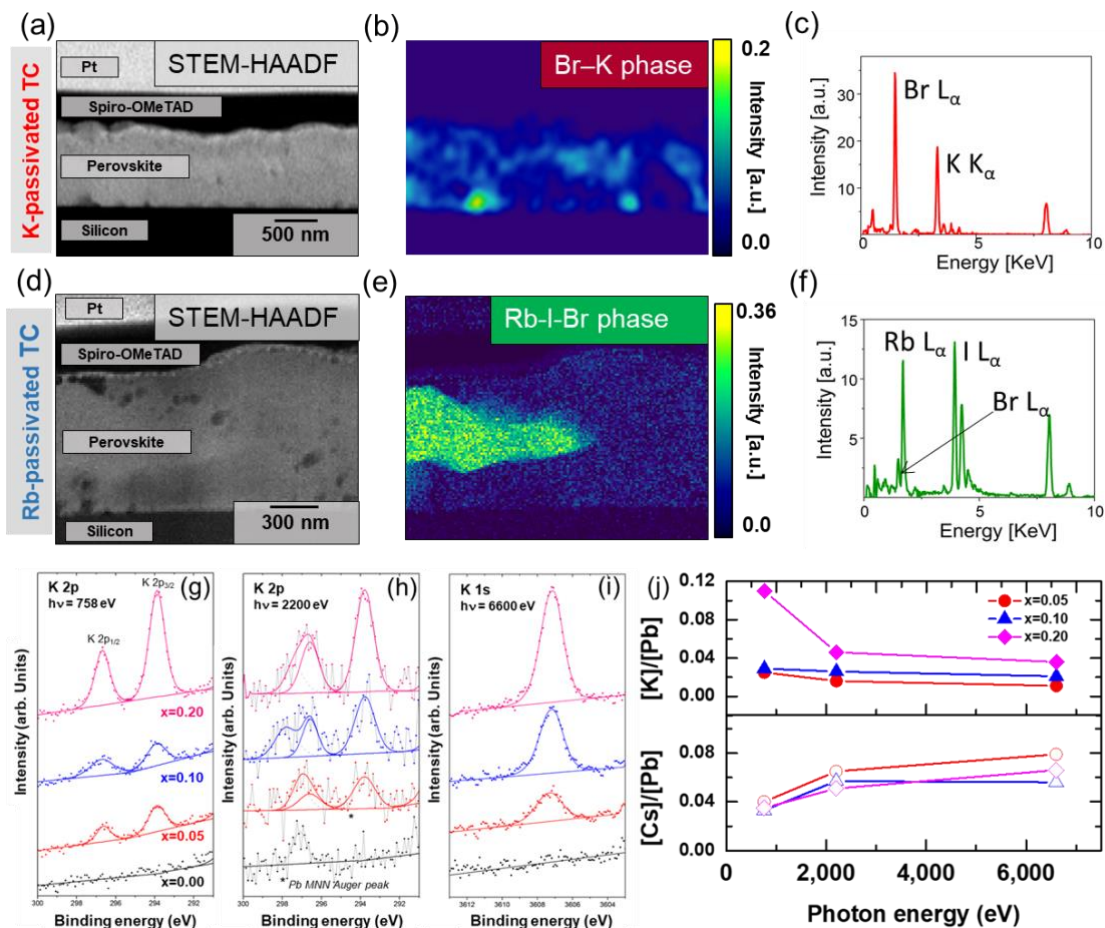 (a)
(b)
(c)
K-passivated TC
Pt
STEM-HAADF
Spiro-OMeTAD
Perovskite
Silicon
500 nm
Br–K phase
0.2
Intensity [a.u.]
0.0
Intensity [a.u.]
30
20
10
Br Lα
K Kα
0
5
10
Energy [KeV]
(d)
(e)
(f)
Rb-passivated TC
Pt
STEM-HAADF
Spiro-OMeTAD
Perovskite
Silicon
300 nm
Rb-I-Br phase
0.36
Intensity [a.u.]
0.0
Intensity [a.u.]
15
10
5
Rb Lα
I Lα
Br Lα
0
5
10
Energy [KeV]
K 2p
hν = 758 eV
K 2p3/2
(g)
K 2p1/2
x=0.20
x=0.10
x=0.05
x=0.00
Intensity (arb. Units)
300
298
296
294
292
Binding energy (eV)
K 2p
hν = 2200 eV
(h)
*
*
Pb MNN Auger peak
Intensity (arb. Units)
300
298
296
294
292
Binding energy (eV)
K 1s
hν = 6600 eV
(i)
3612
3610
3608
3606
3604
Binding energy (eV)
(j)
0.12
0.08
0.04
0.00
[K]/[Pb]
x=0.05
x=0.10
x=0.20
0.08
0.04
0.00
[Cs]/[Pb]
0
2,000
4,000
6,000
Photon energy (eV)